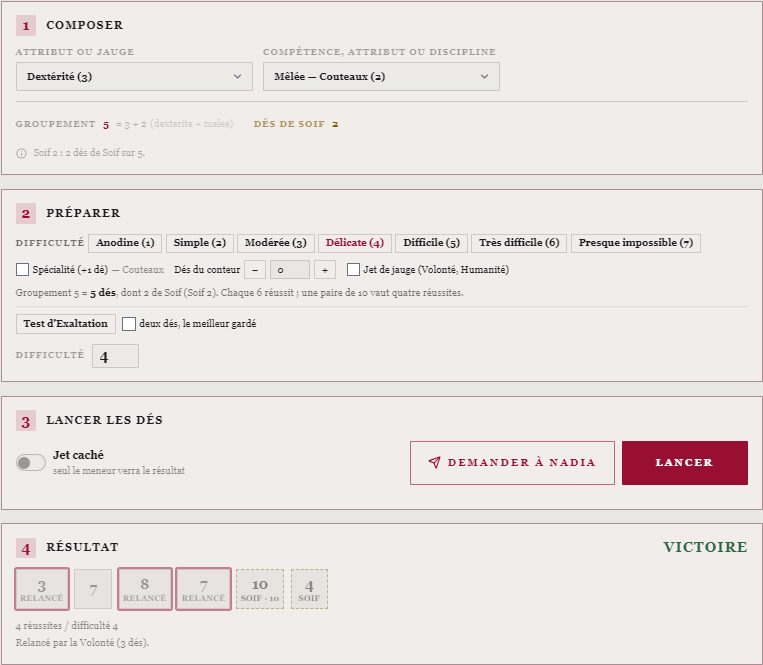 1 COMPOSER
ATTRIBUT OU JAUGE COMPÉTENCE, ATTRIBUT OU DISCIPLINE
Dextérité (3) Mêlée — Couteaux (2)
GROUPEMENT 5 = 3 + 2 (dexterite + melee) DÉS DE SOIF 2
Soif 2 : 2 dés de Soif sur 5.
2 PRÉPARER
DIFFICULTÉ Anodine (1) Simple (2) Modérée (3) Délicate (4) Difficile (5) Très difficile (6) Presque impossible (7)
Spécialité (+1 dé) — Couteaux Dés du conteur − 0 + Jet de jauge (Volonté, Humanité)
Groupement 5 = 5 dés, dont 2 de Soif (Soif 2). Chaque 6 réussit ; une paire de 10 vaut quatre réussites.
Test d'Exaltation deux dés, le meilleur gardé
DIFFICULTÉ 4
3 LANCER LES DÉS
Jet caché
seul le meneur verra le résultat
DEMANDER À NADIA LANCER
4 RÉSULTAT VICTOIRE
3 7 8 7 10 4
RELANCÉ RELANCÉ RELANCÉ SOIF · 10 SOIF
4 réussites / difficulté 4
Relancé par la Volonté (3 dés).